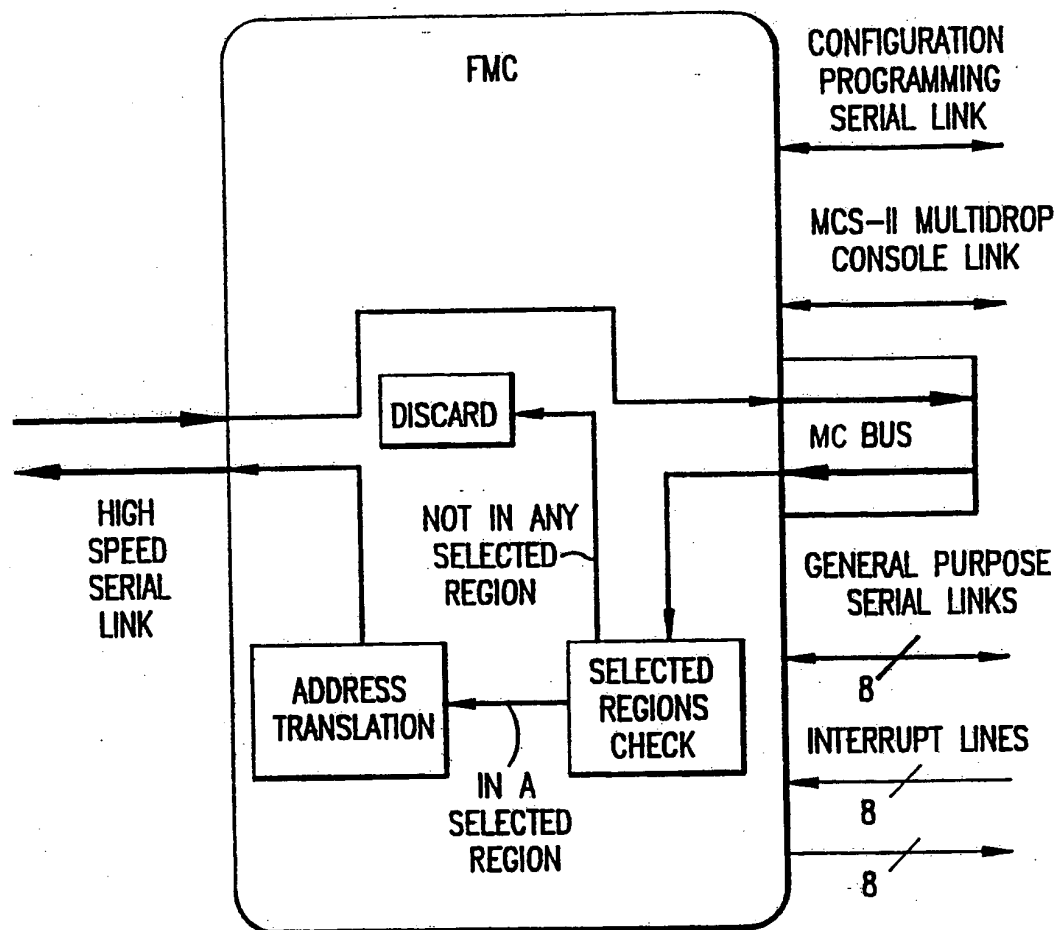 FMC
CONFIGURATION
PROGRAMMING
SERIAL LINK
MCS-II MULTIDROP
CONSOLE LINK
DISCARD
MC BUS
HIGH
SPEED
SERIAL
LINK
NOT IN ANY
SELECTED
REGION
GENERAL PURPOSE
SERIAL LINKS
8
ADDRESS
TRANSLATION
SELECTED
REGIONS
CHECK
IN A
SELECTED
REGION
INTERRUPT LINES
8
8